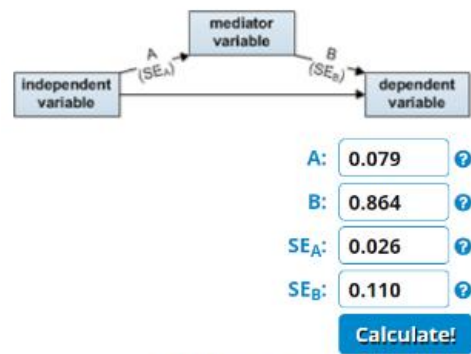 mediator
variable
A
(SEA)
B
(SEB)
independent
variable
dependent
variable
A: 0.079 ?
B: 0.864 ?
SEA: 0.026 ?
SEB: 0.110 ?
Calculate!